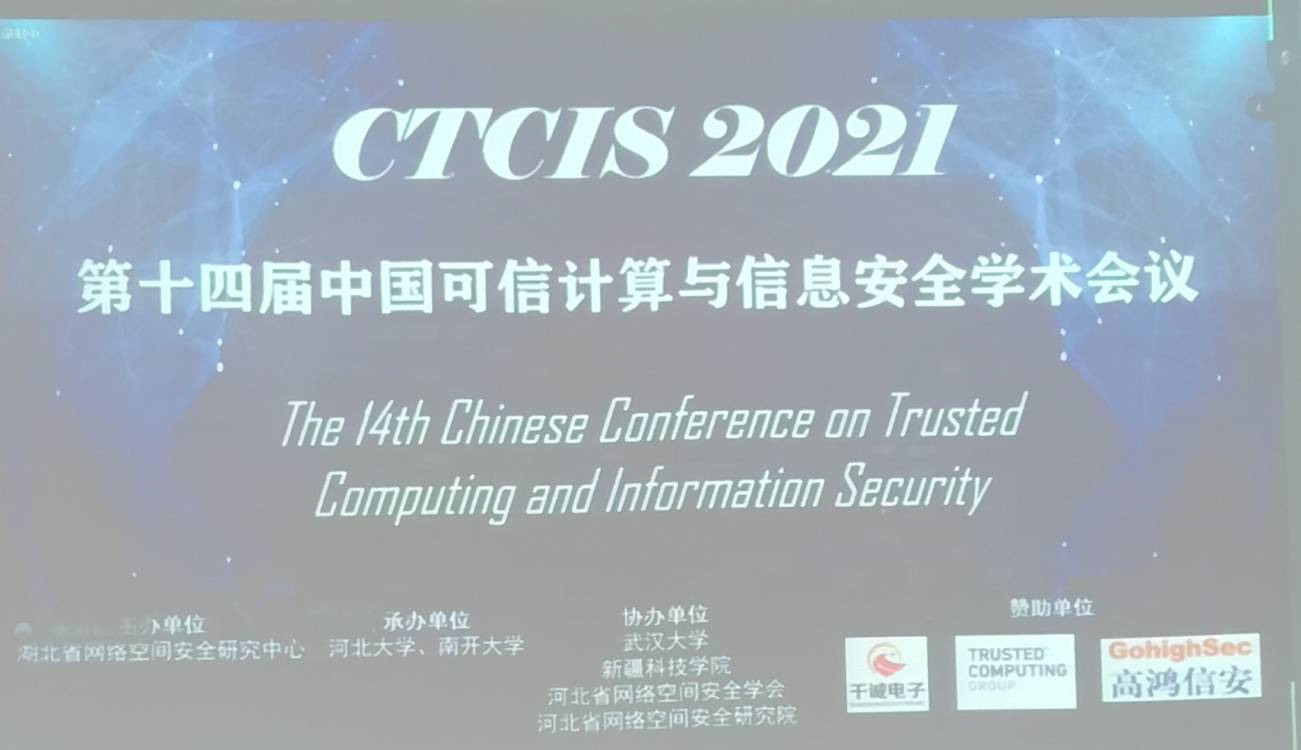 CTCIS 2021
第十四届中国可信计算与信息安全学术会议
The 14th Chinese Conference on Trusted
Computing and Information Security
主办单位
湖北省网络空间安全研究中心
承办单位
河北大学、南开大学
协办单位
武汉大学
新疆科技学院
河北省网络空间安全学会
河北省网络空间安全研究院
赞助单位
干诚电子
TRUSTED
COMPUTING
GROUP
GohighSec
高鸿信安